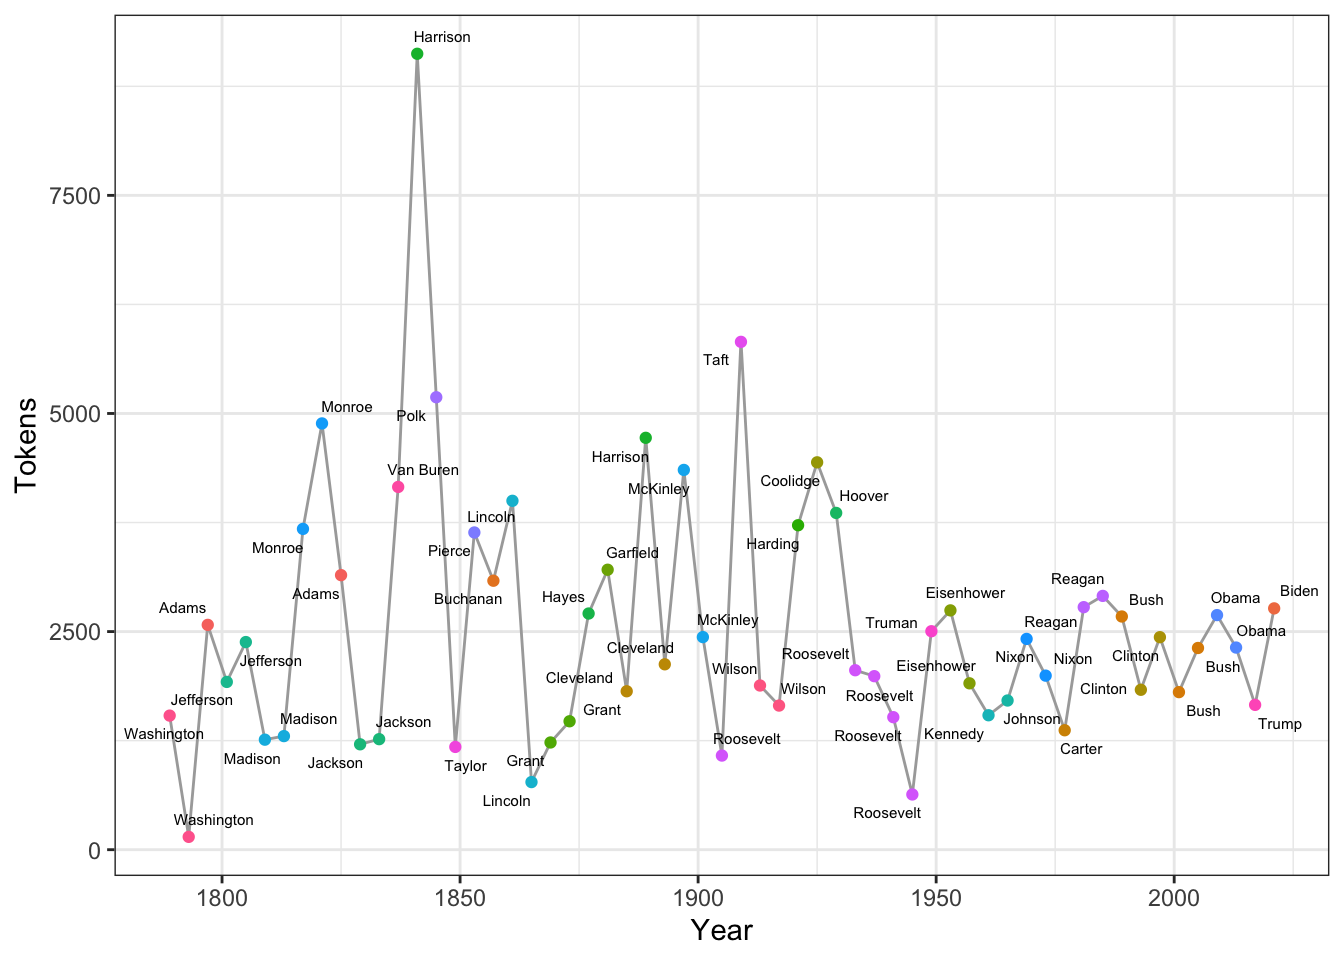 Harrison
7500
Taft
5000
Monroe
Polk
Harrison
Van Buren
Coolidge
McKinley
Hoover
Lincoln
Harding
Monroe
Pierce
Garfield
Reagan
Adams
Eisenhower
Biden
Hayes
Buchanan
Obama
Bush
Adams
McKinley
Reagan
Truman
2500
Obama
Cleveland
Roosevelt
Clinton
Nixon
Nixon
Jefferson
Eisenhower
Bush
Wilson
Cleveland
Wilson
Clinton
Roosevelt
Jefferson
Grant
Bush
Madison
Johnson
Jackson
Trump
Washington
Kennedy
Roosevelt
Roosevelt
Carter
Madison
Grant
Jackson
Taylor
Lincoln
Roosevelt
Washington
0
1800
1850
1900
1950
2000
Year
Tokens